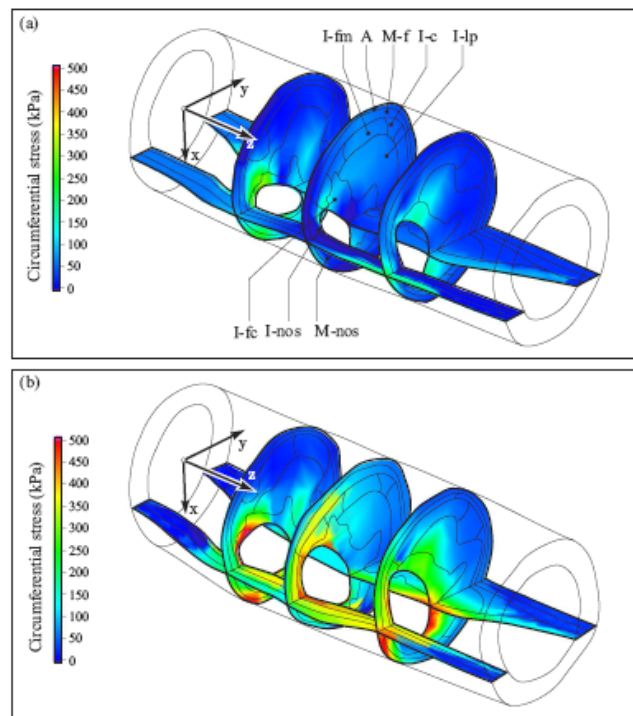 (a)
I-fm A M-f I-c I-lp
Circumferential stress (kPa)
500
450
400
350
300
250
200
150
100
50
0
y
z
x
I-fc I-nos M-nos
(b)
Circumferential stress (kPa)
500
450
400
350
300
250
200
150
100
50
0
y
z
x